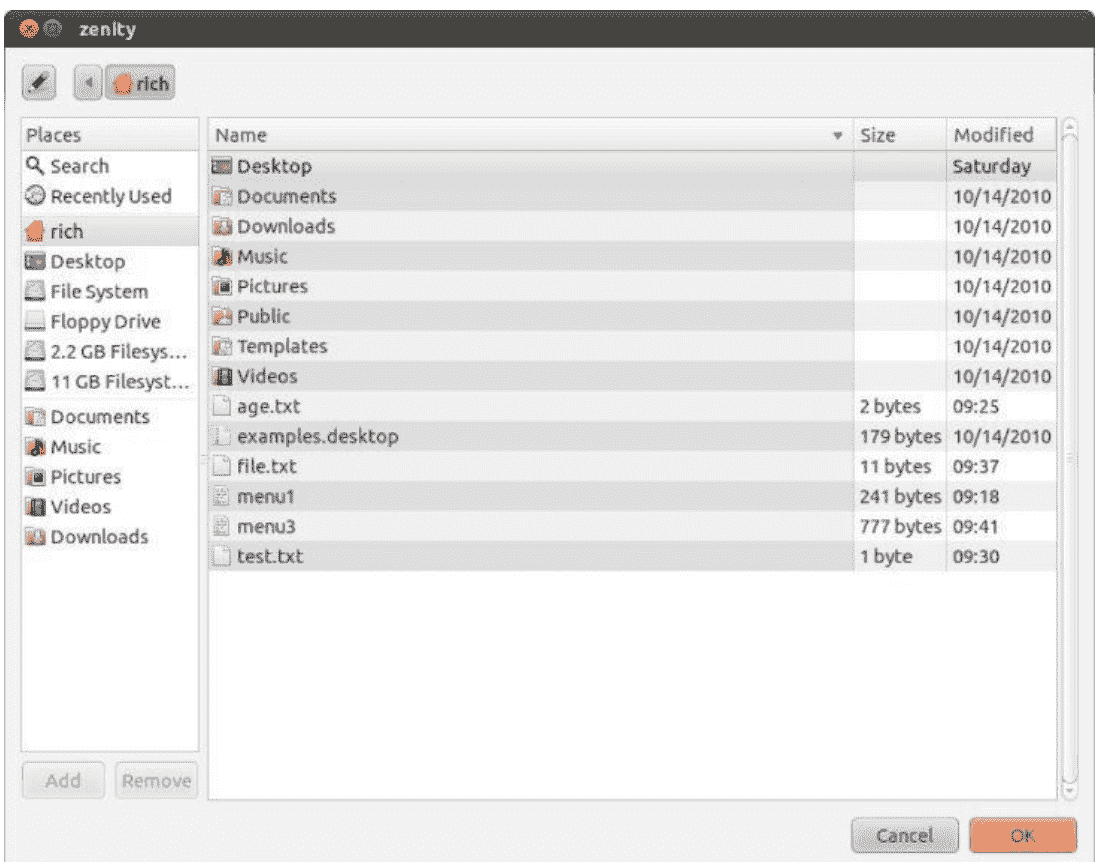 zenity
rich
Places
Search
Recently Used
rich
Desktop
File System
Floppy Drive
2.2 GB Filesys...
11 GB Filesyst...
Documents
Music
Pictures
Videos
Downloads
Add Remove
Name Size Modified
Desktop Saturday
Documents 10/14/2010
Downloads 10/14/2010
Music 10/14/2010
Pictures 10/14/2010
Public 10/14/2010
Templates 10/14/2010
Videos 10/14/2010
age.txt 2 bytes 09:25
examples.desktop 179 bytes 10/14/2010
file.txt 11 bytes 09:37
menu1 241 bytes 09:18
menu3 777 bytes 09:41
test.txt 1 byte 09:30
Cancel OK